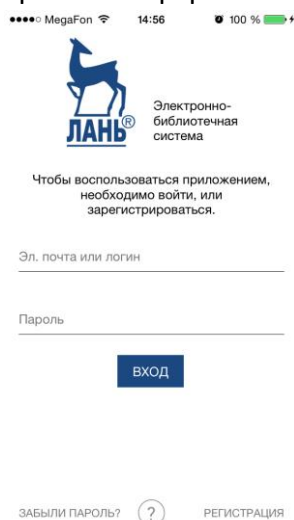 MegaFon 14:56 100 %
ЛАНЬ®
Электронно-
библиотечная
система
Чтобы воспользоваться приложением,
необходимо войти, или
зарегистрироваться.
Эл. почта или логин
Пароль
ВХОД
ЗАБЫЛИ ПАРОЛЬ? ? РЕГИСТРАЦИЯ